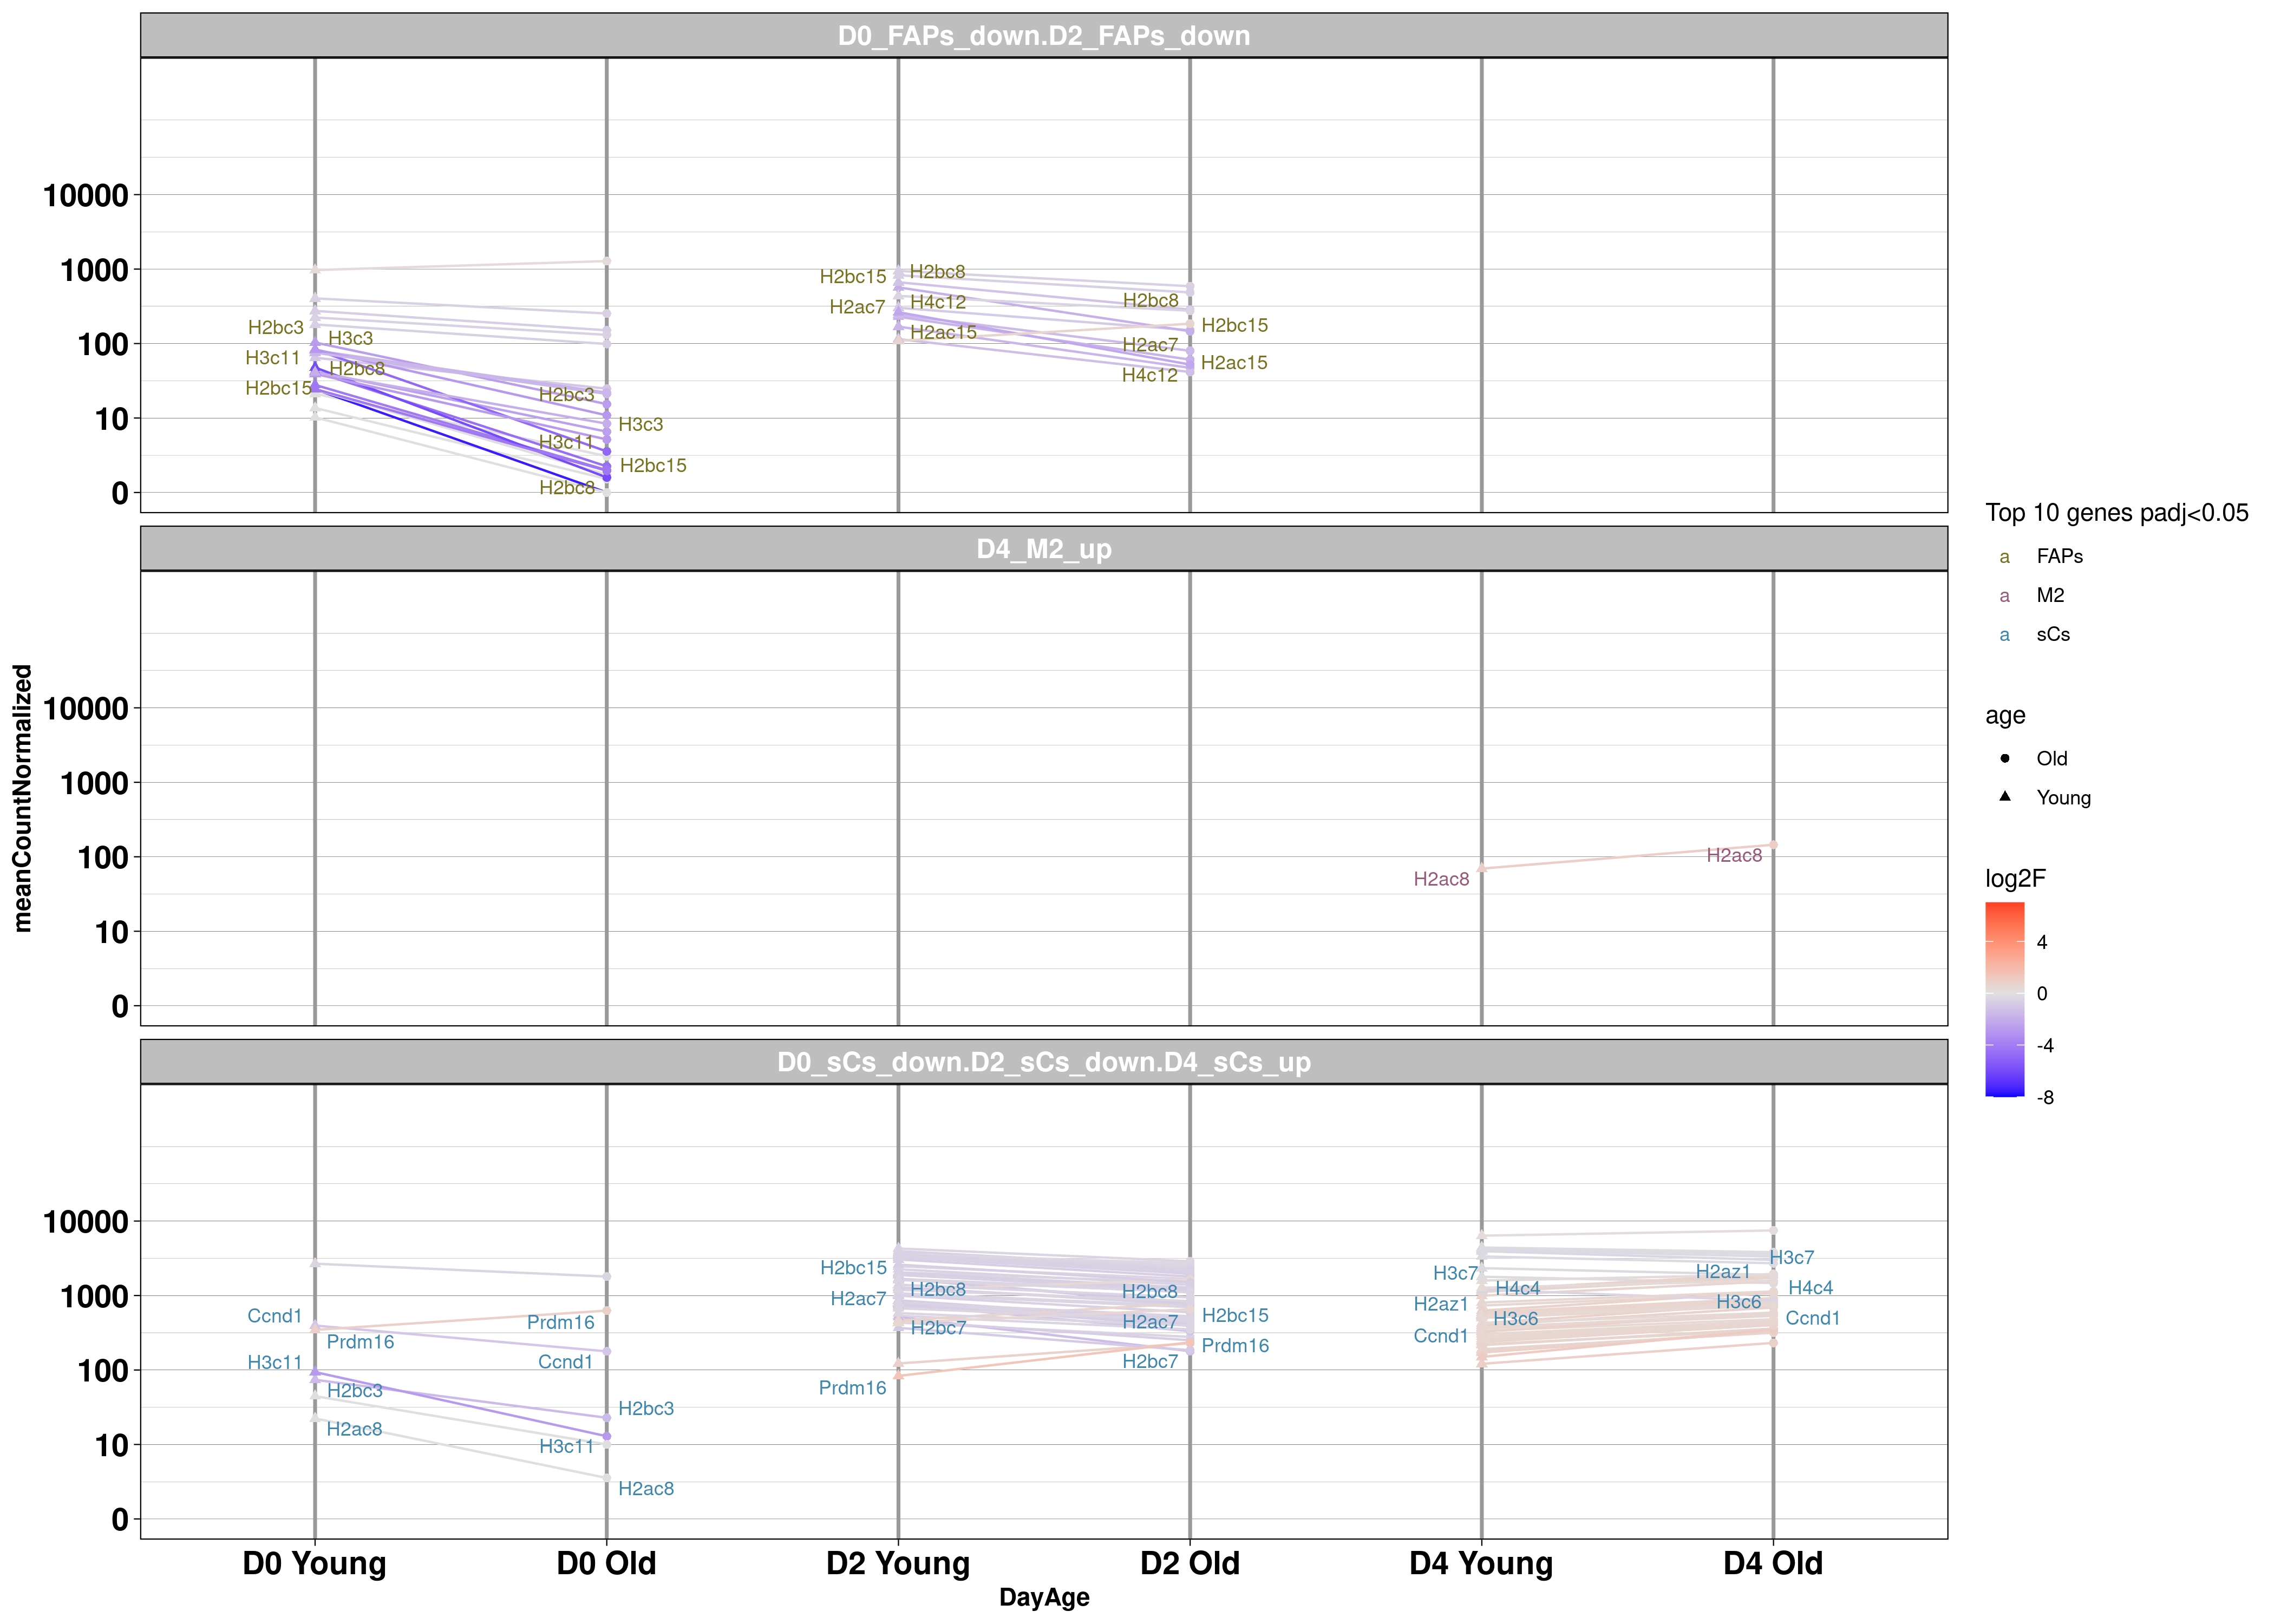 D0_FAPs_down.D2_FAPs_down
10000
1000
100
10
0
H2bc3
H3c3
H3c11
H2bc8
H2bc15
H2bc3
H3c3
H3c11
H2bc15
H2bc8
H2bc15
H2bc8
H2ac7
H4c12
H2ac15
H2bc8
H2bc15
H2ac7
H2ac15
H4c12
D4_M2_up
10000
1000
100
10
0
H2ac8
H2ac8
D0_sCs_down.D2_sCs_down.D4_sCs_up
10000
1000
100
10
0
Ccnd1
Prdm16
H3c11
H2bc3
H2ac8
Prdm16
Ccnd1
H2bc3
H3c11
H2ac8
H2bc15
H2bc8
H2ac7
H2bc7
Prdm16
H2bc8
H2bc15
H2ac7
Prdm16
H2bc7
H3c7
H4c4
H2az1
H3c6
Ccnd1
H3c7
H2az1
H4c4
H3c6
Ccnd1
D0 Young
D0 Old
D2 Young
D2 Old
D4 Young
D4 Old
DayAge
meanCountNormalized
Top 10 genes padj<0.05
a FAPs
a M2
a sCs
age
Old
Young
log2F
4
0
-4
-8